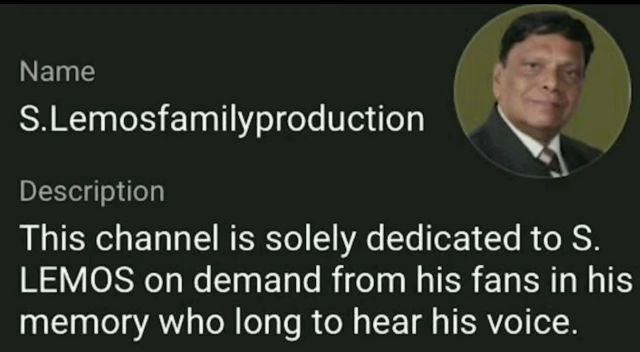 Name
S.Lemosfamilyproduction
Description
This channel is solely dedicated to S.
LEMOS on demand from his fans in his
memory who long to hear his voice.